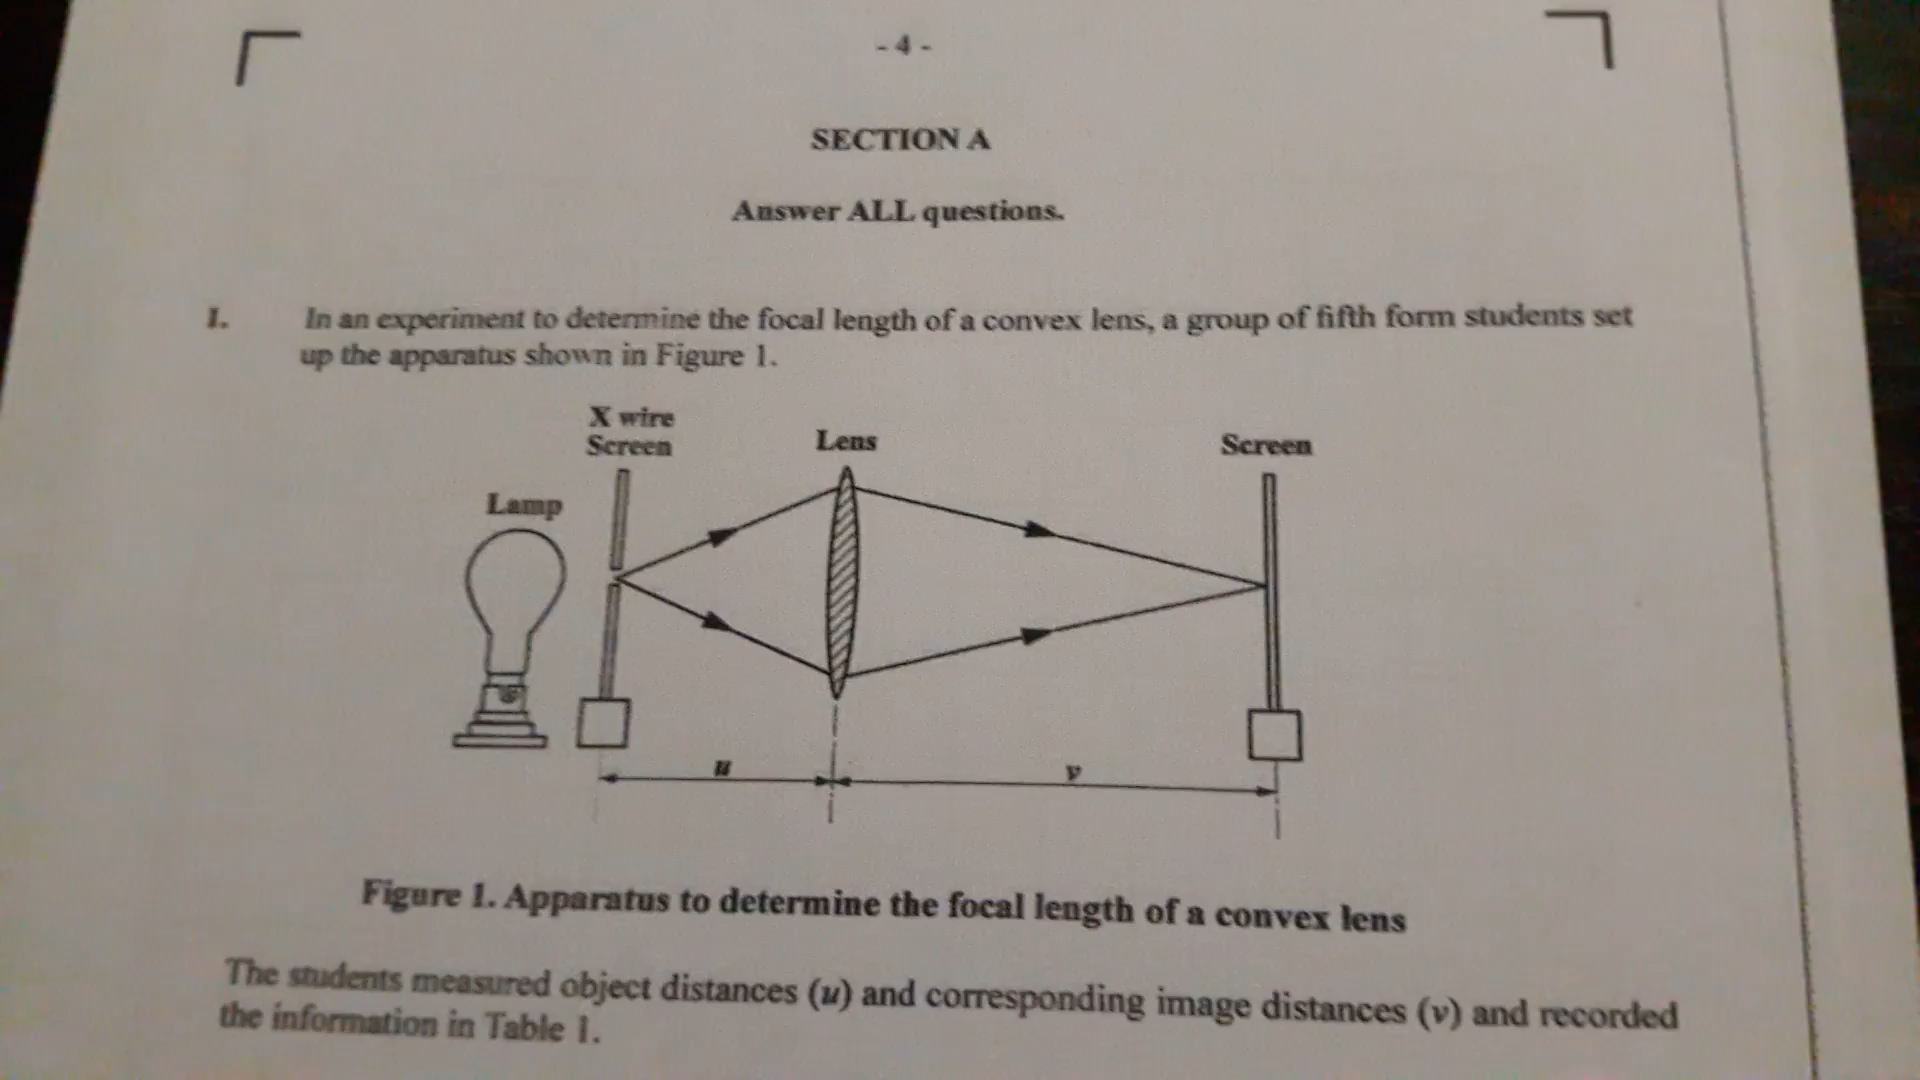 - 4 -
SECTION A
Answer ALL questions.
1. In an experiment to determine the focal length of a convex lens, a group of fifth form students set
up the apparatus shown in Figure 1.
X wire
Screen
Lens
Screen
Lamp
u
v
Figure 1. Apparatus to determine the focal length of a convex lens
The students measured object distances (u) and corresponding image distances (v) and recorded
the information in Table 1.